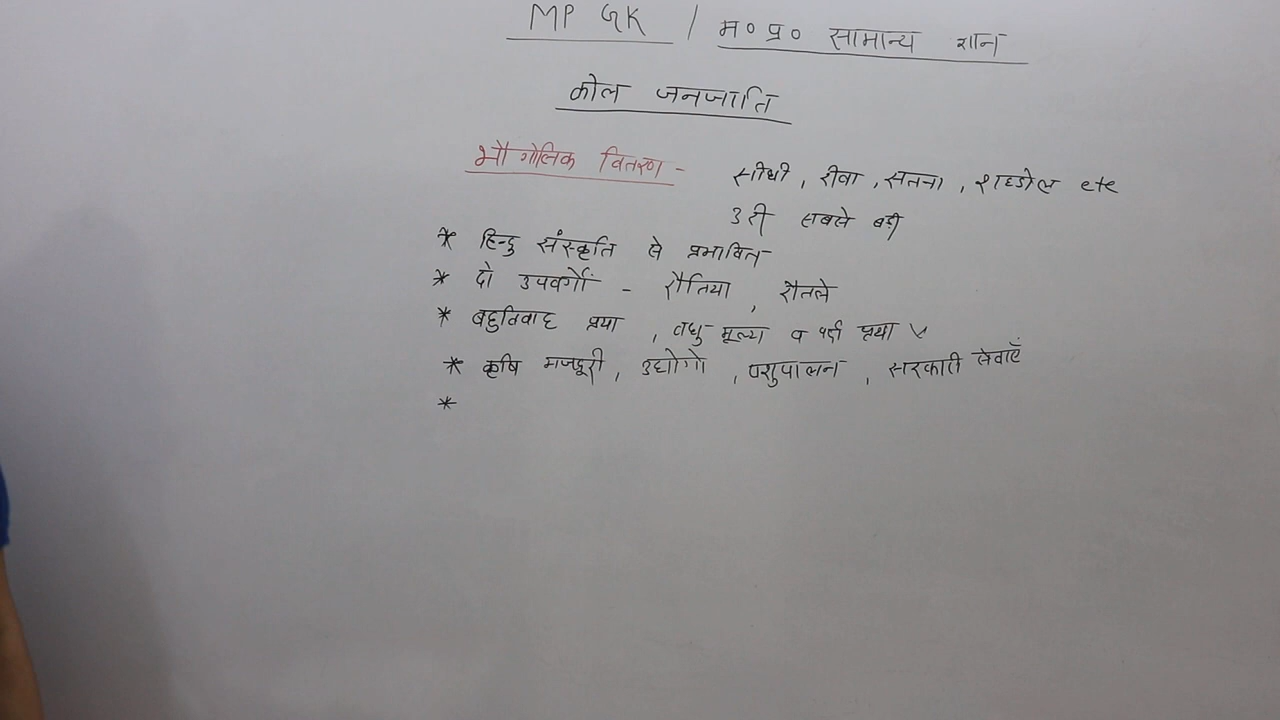 MP GK / म० प्र० सामान्य ज्ञान
कोल जनजाति
भौगोलिक वितरण - सीधी, रीवा, सतना, शहडोल etc
3री सबसे बड़ी
* हिन्दु संस्कृति से प्रभावित
* दो उपवर्गों - रौतिया, रौतले
* बहुविवाह प्रथा, वधु मूल्य व पर्दा प्रथा ✓
* कृषि मजदूरी, उद्योगो, पशुपालन, सरकारी सेवाएँ
*